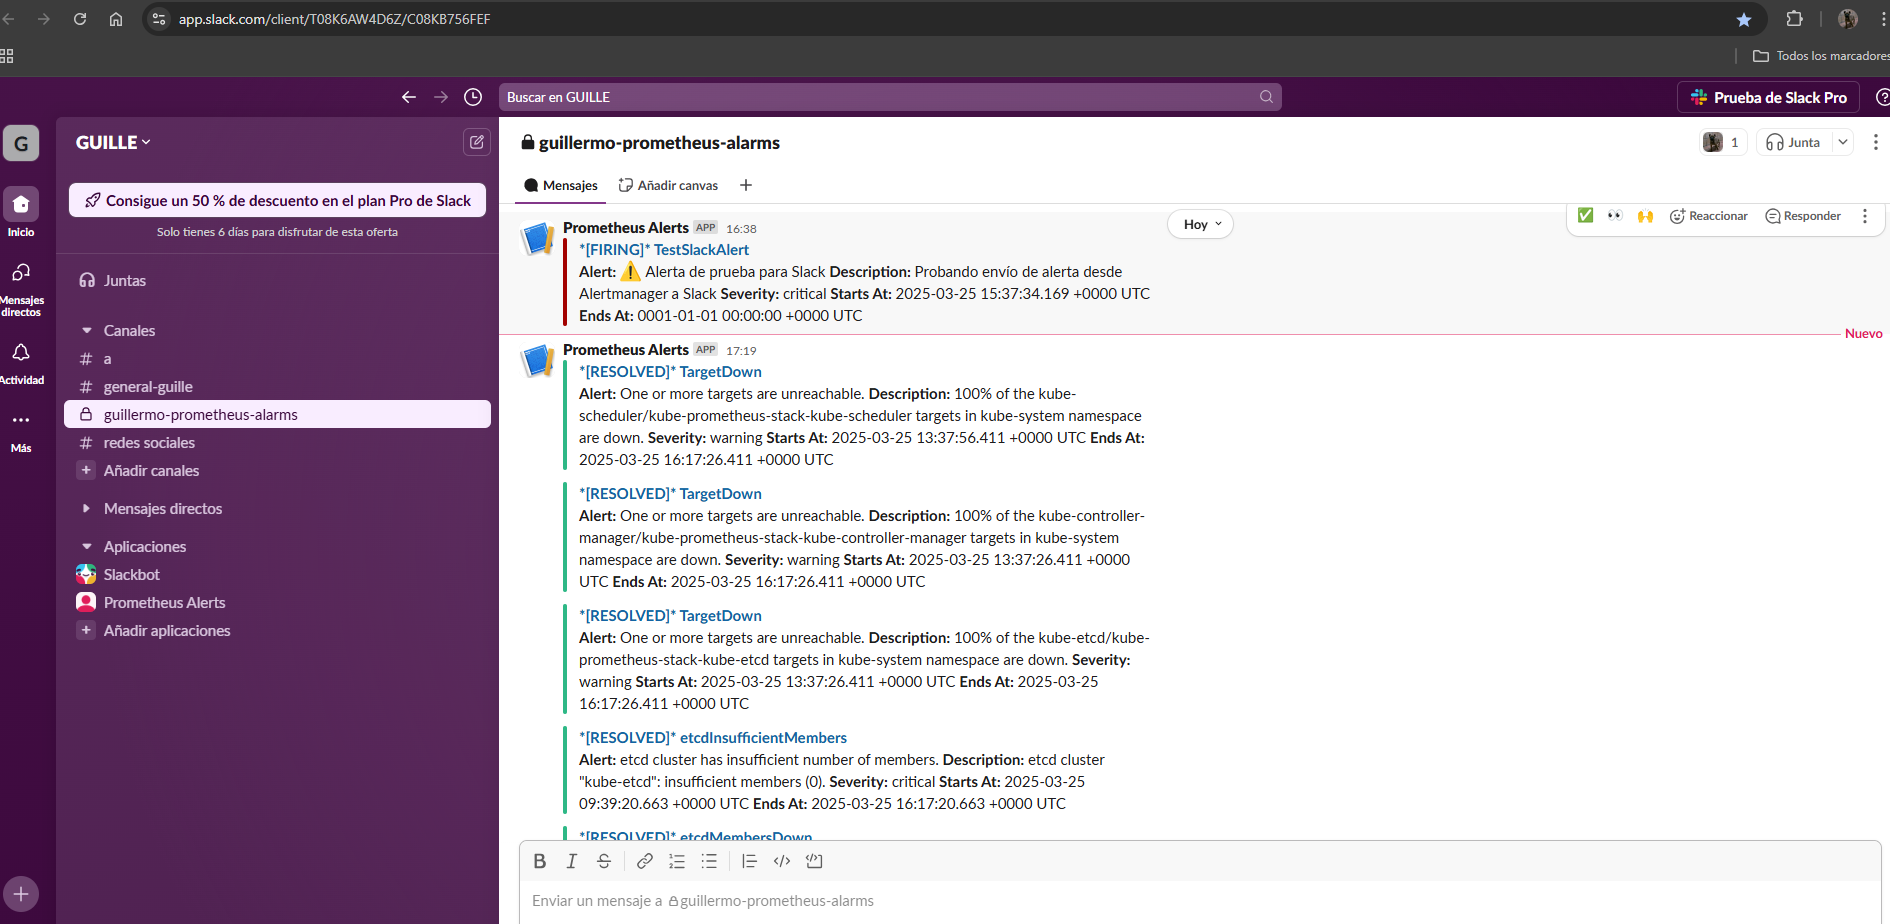 app.slack.com/client/T08K6AW4D6Z/C08KB756FEF
Todos los marcadores
Buscar en GUILLE
Prueba de Slack Pro
G
Inicio
Mensajes
directos
Actividad
Más
GUILLE
Consigue un 50 % de descuento en el plan Pro de Slack
Solo tienes 6 días para disfrutar de esta oferta
Juntas
Canales
# a
# general-guille
guillermo-prometheus-alarms
# redes sociales
+ Añadir canales
Mensajes directos
Aplicaciones
Slackbot
Prometheus Alerts
+ Añadir aplicaciones
guillermo-prometheus-alarms
1
Junta
Mensajes
Añadir canvas
+
Hoy
Reaccionar
Responder
Prometheus Alerts APP 16:38
*[FIRING]* TestSlackAlert
Alert: ⚠️ Alerta de prueba para Slack Description: Probando envío de alerta desde
Alertmanager a Slack Severity: critical Starts At: 2025-03-25 15:37:34.169 +0000 UTC
Ends At: 0001-01-01 00:00:00 +0000 UTC
Nuevo
Prometheus Alerts APP 17:19
*[RESOLVED]* TargetDown
Alert: One or more targets are unreachable. Description: 100% of the kube-
scheduler/kube-prometheus-stack-kube-scheduler targets in kube-system namespace
are down. Severity: warning Starts At: 2025-03-25 13:37:56.411 +0000 UTC Ends At:
2025-03-25 16:17:26.411 +0000 UTC
*[RESOLVED]* TargetDown
Alert: One or more targets are unreachable. Description: 100% of the kube-controller-
manager/kube-prometheus-stack-kube-controller-manager targets in kube-system
namespace are down. Severity: warning Starts At: 2025-03-25 13:37:26.411 +0000
UTC Ends At: 2025-03-25 16:17:26.411 +0000 UTC
*[RESOLVED]* TargetDown
Alert: One or more targets are unreachable. Description: 100% of the kube-etcd/kube-
prometheus-stack-kube-etcd targets in kube-system namespace are down. Severity:
warning Starts At: 2025-03-25 13:37:26.411 +0000 UTC Ends At: 2025-03-25
16:17:26.411 +0000 UTC
*[RESOLVED]* etcdInsufficientMembers
Alert: etcd cluster has insufficient number of members. Description: etcd cluster
"kube-etcd": insufficient members (0). Severity: critical Starts At: 2025-03-25
09:39:20.663 +0000 UTC Ends At: 2025-03-25 16:17:20.663 +0000 UTC
*[RESOLVED]* etcdMembersDown
B I S
Enviar un mensaje a guillermo-prometheus-alarms